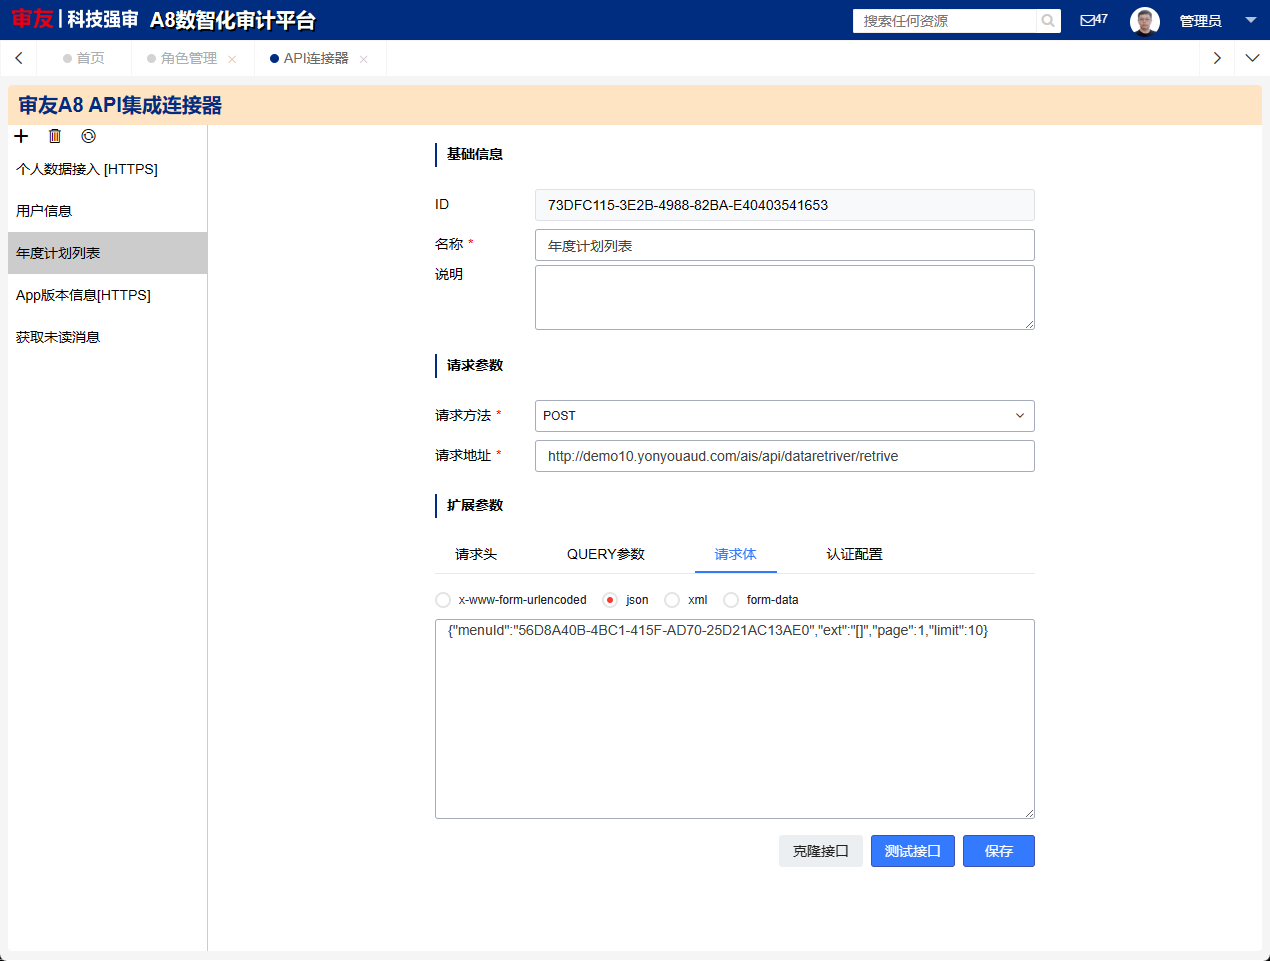 审友 | 科技强审 A8数智化审计平台
搜索任何资源
47
管理员
首页
角色管理
API连接器
审友A8 API集成连接器
个人数据接入 [HTTPS]
用户信息
年度计划列表
App版本信息[HTTPS]
获取未读消息
基础信息
ID
73DFC115-3E2B-4988-82BA-E40403541653
名称 *
年度计划列表
说明
请求参数
请求方法 *
POST
请求地址 *
http://demo10.yonyouaud.com/ais/api/dataretriver/retrive
扩展参数
请求头 QUERY参数 请求体 认证配置
x-www-form-urlencoded json xml form-data
{"menuId":"56D8A40B-4BC1-415F-AD70-25D21AC13AE0","ext":"[]","page":1,"limit":10}
克隆接口 测试接口 保存